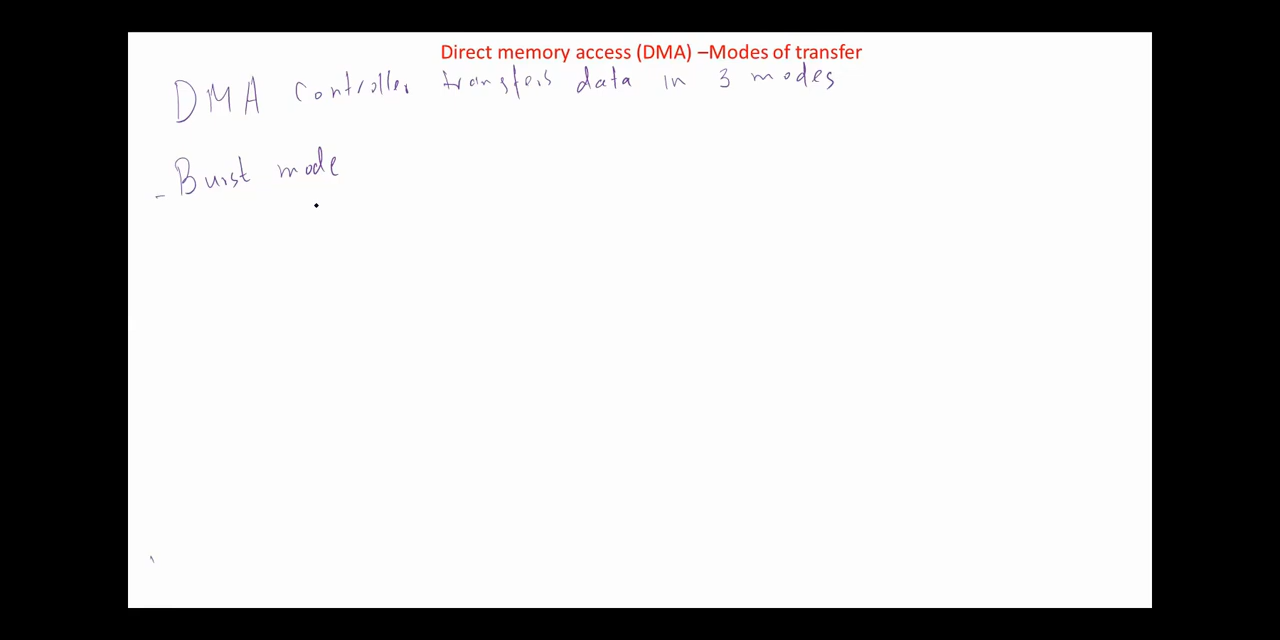 Direct memory access (DMA) –Modes of transfer
DMA Controller transfers data in 3 modes
- Burst mode